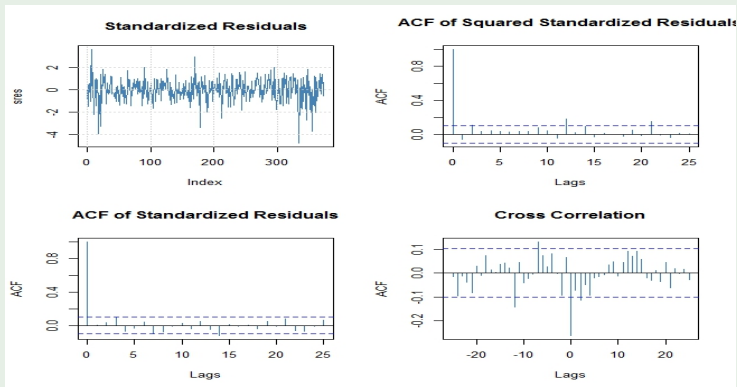 Standardized Residuals
sres
2
0
-2
-4
0 100 200 300
Index
ACF of Squared Standardized Residuals
ACF
0.8
0.4
0.0
0 5 10 15 20 25
Lags
ACF of Standardized Residuals
ACF
0.8
0.4
0.0
0 5 10 15 20 25
Lags
Cross Correlation
ACF
0.1
0.0
-0.1
-0.2
-20 -10 0 10 20
Lags